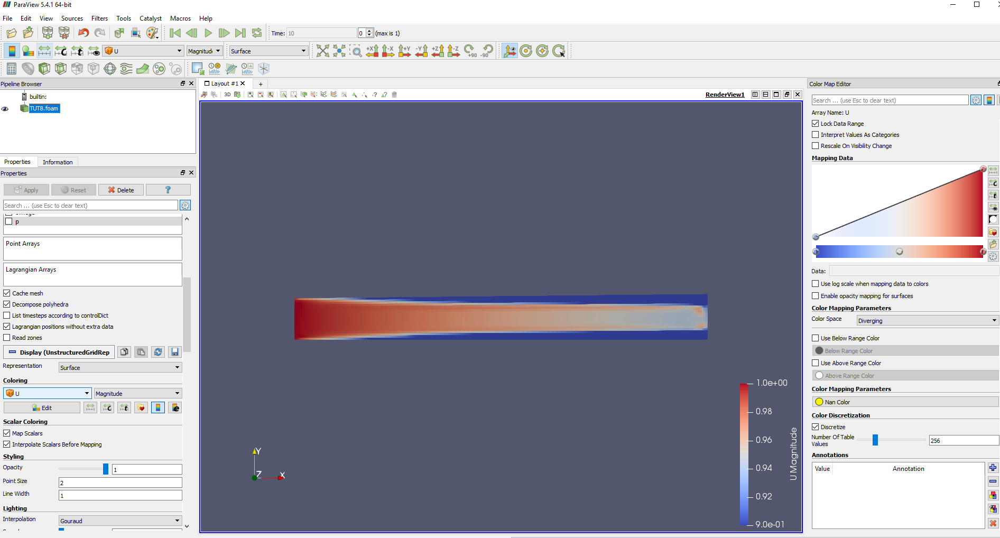 ParaView 5.4.1 64-bit
File Edit View Sources Filters Tools Catalyst Macros Help
Time: 10 0 (max is 1)
U Magnitude Surface +X -X +Y -Y +Z -Z +90 -90
Pipeline Browser
builtin:
TUT8.foam
Properties Information
Properties
Apply Reset Delete ?
Search ... (use Esc to clear text)
p
Point Arrays
Lagrangian Arrays
Cache mesh
Decompose polyhedra
List timesteps according to controlDict
Lagrangian positions without extra data
Read zones
Display (UnstructuredGridRep
Representation Surface
Coloring
U Magnitude
Edit
Scalar Coloring
Map Scalars
Interpolate Scalars Before Mapping
Styling
Opacity 1
Point Size 2
Line Width 1
Lighting
Interpolation Gouraud
Layout #1 +
3D
RenderView1
Y
Z X
1.0e+00
0.98
0.96
0.94
0.92
9.0e-01
U Magnitude
Color Map Editor
Search ... (use Esc to clear text)
Array Name: U
Lock Data Range
Interpret Values As Categories
Rescale On Visibility Change
Mapping Data
Data:
Use log scale when mapping data to colors
Enable opacity mapping for surfaces
Color Mapping Parameters
Color Space Diverging
Use Below Range Color
Below Range Color
Use Above Range Color
Above Range Color
Color Mapping Parameters
Nan Color
Color Discretization
Discretize
Number Of Table
Values 256
Annotations
Value Annotation